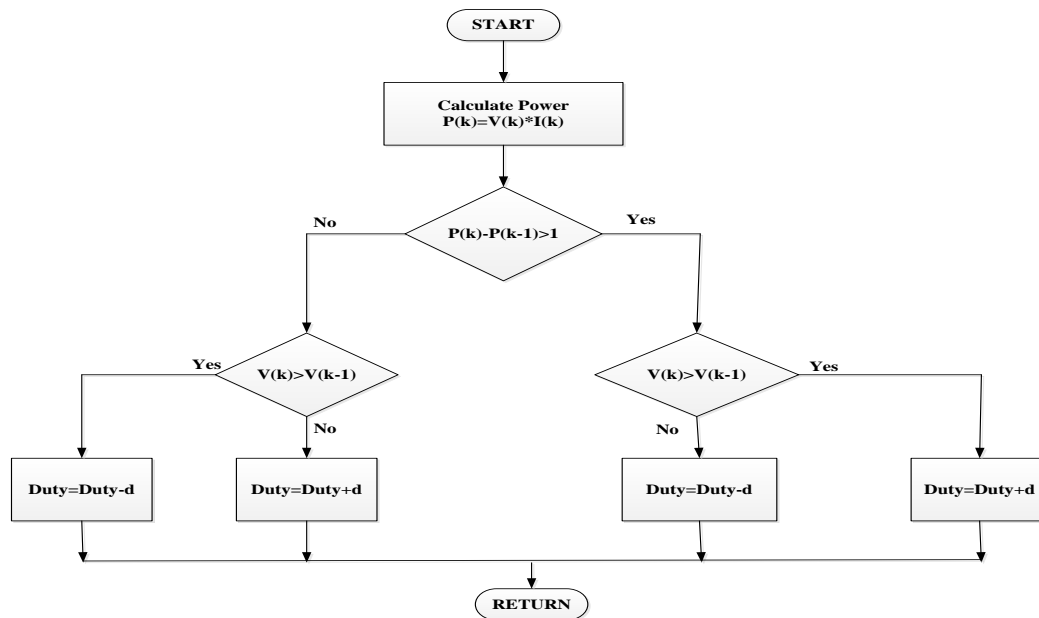 START
Calculate Power
P(k)=V(k)*I(k)
No
Yes
P(k)-P(k-1)>1
Yes
V(k)>V(k-1)
No
V(k)>V(k-1)
Yes
No
Duty=Duty-d
Duty=Duty+d
Duty=Duty-d
Duty=Duty+d
RETURN